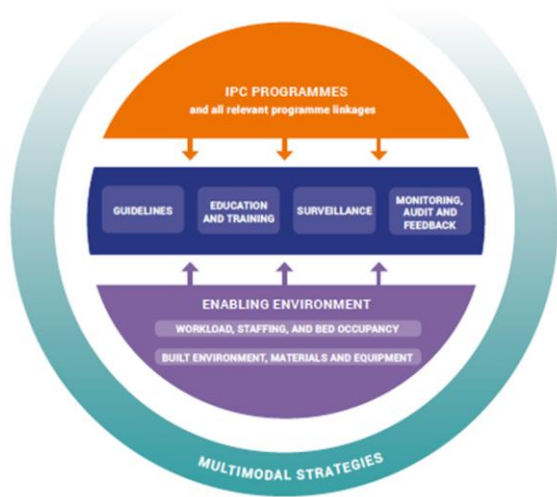 IPC PROGRAMMES
and all relevant programme linkages
GUIDELINES
EDUCATION
AND TRAINING
SURVEILLANCE
MONITORING,
AUDIT AND
FEEDBACK
ENABLING ENVIRONMENT
WORKLOAD, STAFFING, AND BED OCCUPANCY
BUILT ENVIRONMENT, MATERIALS AND EQUIPMENT
MULTIMODAL STRATEGIES